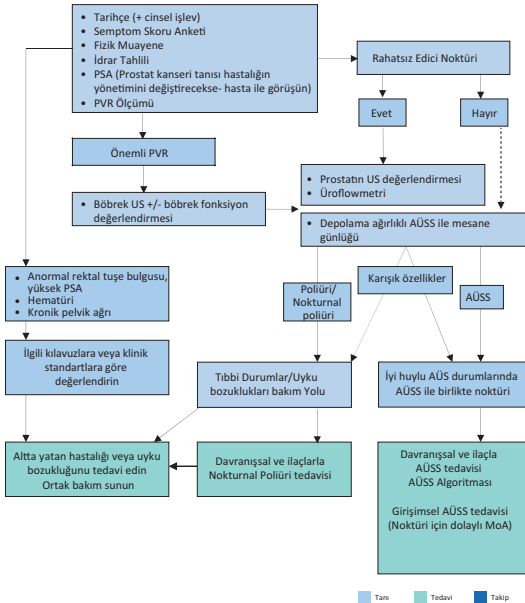 • Tarihçe (+ cinsel işlev)
• Semptom Skoru Anketi
• Fizik Muayene
• İdrar Tahlili
• PSA (Prostat kanseri tanısı hastalığın
yönetimini değiştirecekse- hasta ile görüşün)
• PVR Ölçümü
Rahatsız Edici Noktüri
Evet
Hayır
Önemli PVR
• Prostatın US değerlendirmesi
• Üroflowmetri
• Böbrek US +/- böbrek fonksiyon
değerlendirmesi
• Depolama ağırlıklı AÜSS ile mesane
günlüğü
• Anormal rektal tuşe bulgusu,
yüksek PSA
• Hematüri
• Kronik pelvik ağrı
Poliüri/
Nokturnal
poliüri
Karışık özellikler
AÜSS
İlgili kılavuzlara veya klinik
standartlara göre
değerlendirin
Tıbbi Durumlar/Uyku
bozuklukları bakım Yolu
İyi huylu AÜS durumlarında
AÜSS ile birlikte noktüri
Altta yatan hastalığı veya uyku
bozukluğunu tedavi edin
Ortak bakım sunun
Davranışsal ve ilaçlarla
Nokturnal Poliüri tedavisi
Davranışsal ve ilaçla
AÜSS tedavisi
AÜSS Algoritması
Girişimsel AÜSS tedavisi
(Noktüri için dolaylı MoA)
Tanı
Tedavi
Takip